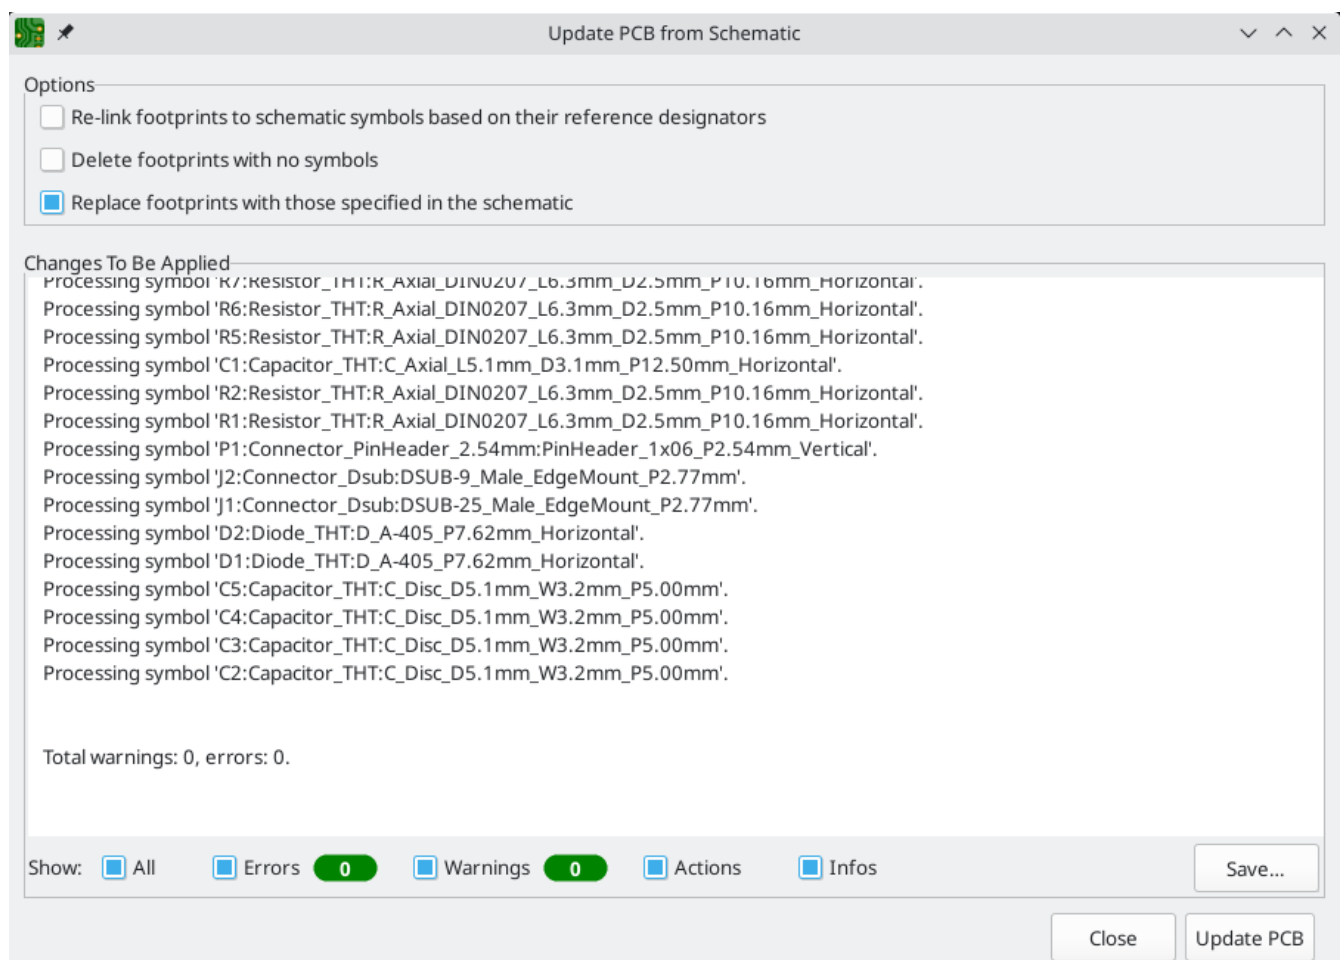 Update PCB from Schematic
Options
Re-link footprints to schematic symbols based on their reference designators
Delete footprints with no symbols
Replace footprints with those specified in the schematic
Changes To Be Applied
Processing symbol 'R7:Resistor_THT:R_Axial_DIN0207_L6.3mm_D2.5mm_P10.16mm_Horizontal'.
Processing symbol 'R6:Resistor_THT:R_Axial_DIN0207_L6.3mm_D2.5mm_P10.16mm_Horizontal'.
Processing symbol 'R5:Resistor_THT:R_Axial_DIN0207_L6.3mm_D2.5mm_P10.16mm_Horizontal'.
Processing symbol 'C1:Capacitor_THT:C_Axial_L5.1mm_D3.1mm_P12.50mm_Horizontal'.
Processing symbol 'R2:Resistor_THT:R_Axial_DIN0207_L6.3mm_D2.5mm_P10.16mm_Horizontal'.
Processing symbol 'R1:Resistor_THT:R_Axial_DIN0207_L6.3mm_D2.5mm_P10.16mm_Horizontal'.
Processing symbol 'P1:Connector_PinHeader_2.54mm:PinHeader_1x06_P2.54mm_Vertical'.
Processing symbol 'J2:Connector_Dsub:DSUB-9_Male_EdgeMount_P2.77mm'.
Processing symbol 'J1:Connector_Dsub:DSUB-25_Male_EdgeMount_P2.77mm'.
Processing symbol 'D2:Diode_THT:D_A-405_P7.62mm_Horizontal'.
Processing symbol 'D1:Diode_THT:D_A-405_P7.62mm_Horizontal'.
Processing symbol 'C5:Capacitor_THT:C_Disc_D5.1mm_W3.2mm_P5.00mm'.
Processing symbol 'C4:Capacitor_THT:C_Disc_D5.1mm_W3.2mm_P5.00mm'.
Processing symbol 'C3:Capacitor_THT:C_Disc_D5.1mm_W3.2mm_P5.00mm'.
Processing symbol 'C2:Capacitor_THT:C_Disc_D5.1mm_W3.2mm_P5.00mm'.
Total warnings: 0, errors: 0.
Show: All Errors 0 Warnings 0 Actions Infos Save...
Close Update PCB